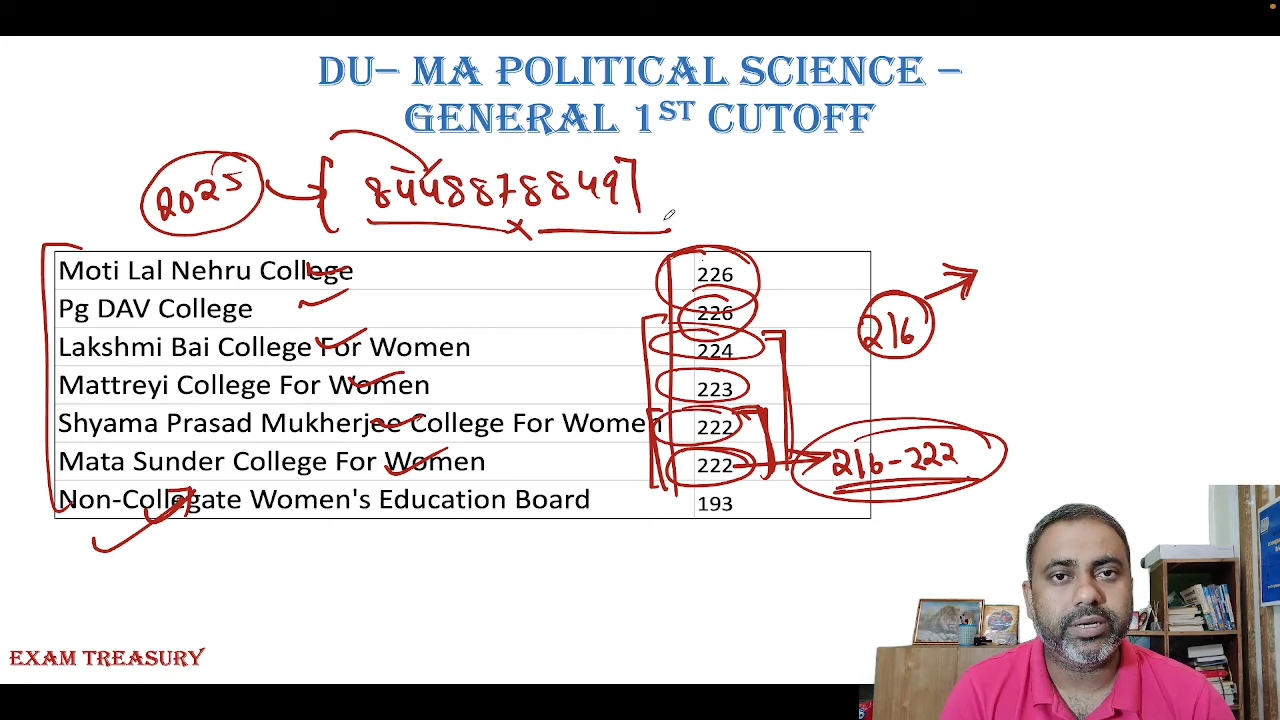 DU– MA POLITICAL SCIENCE –
GENERAL 1ST CUTOFF
2025 [8448878849]
Moti Lal Nehru College 226
Pg DAV College 226
Lakshmi Bai College For Women 224
216
Mattreyi College For Women 223
Shyama Prasad Mukherjee College For Women 222
Mata Sunder College For Women 222
216-222
Non-Collegate Women's Education Board 193
EXAM TREASURY